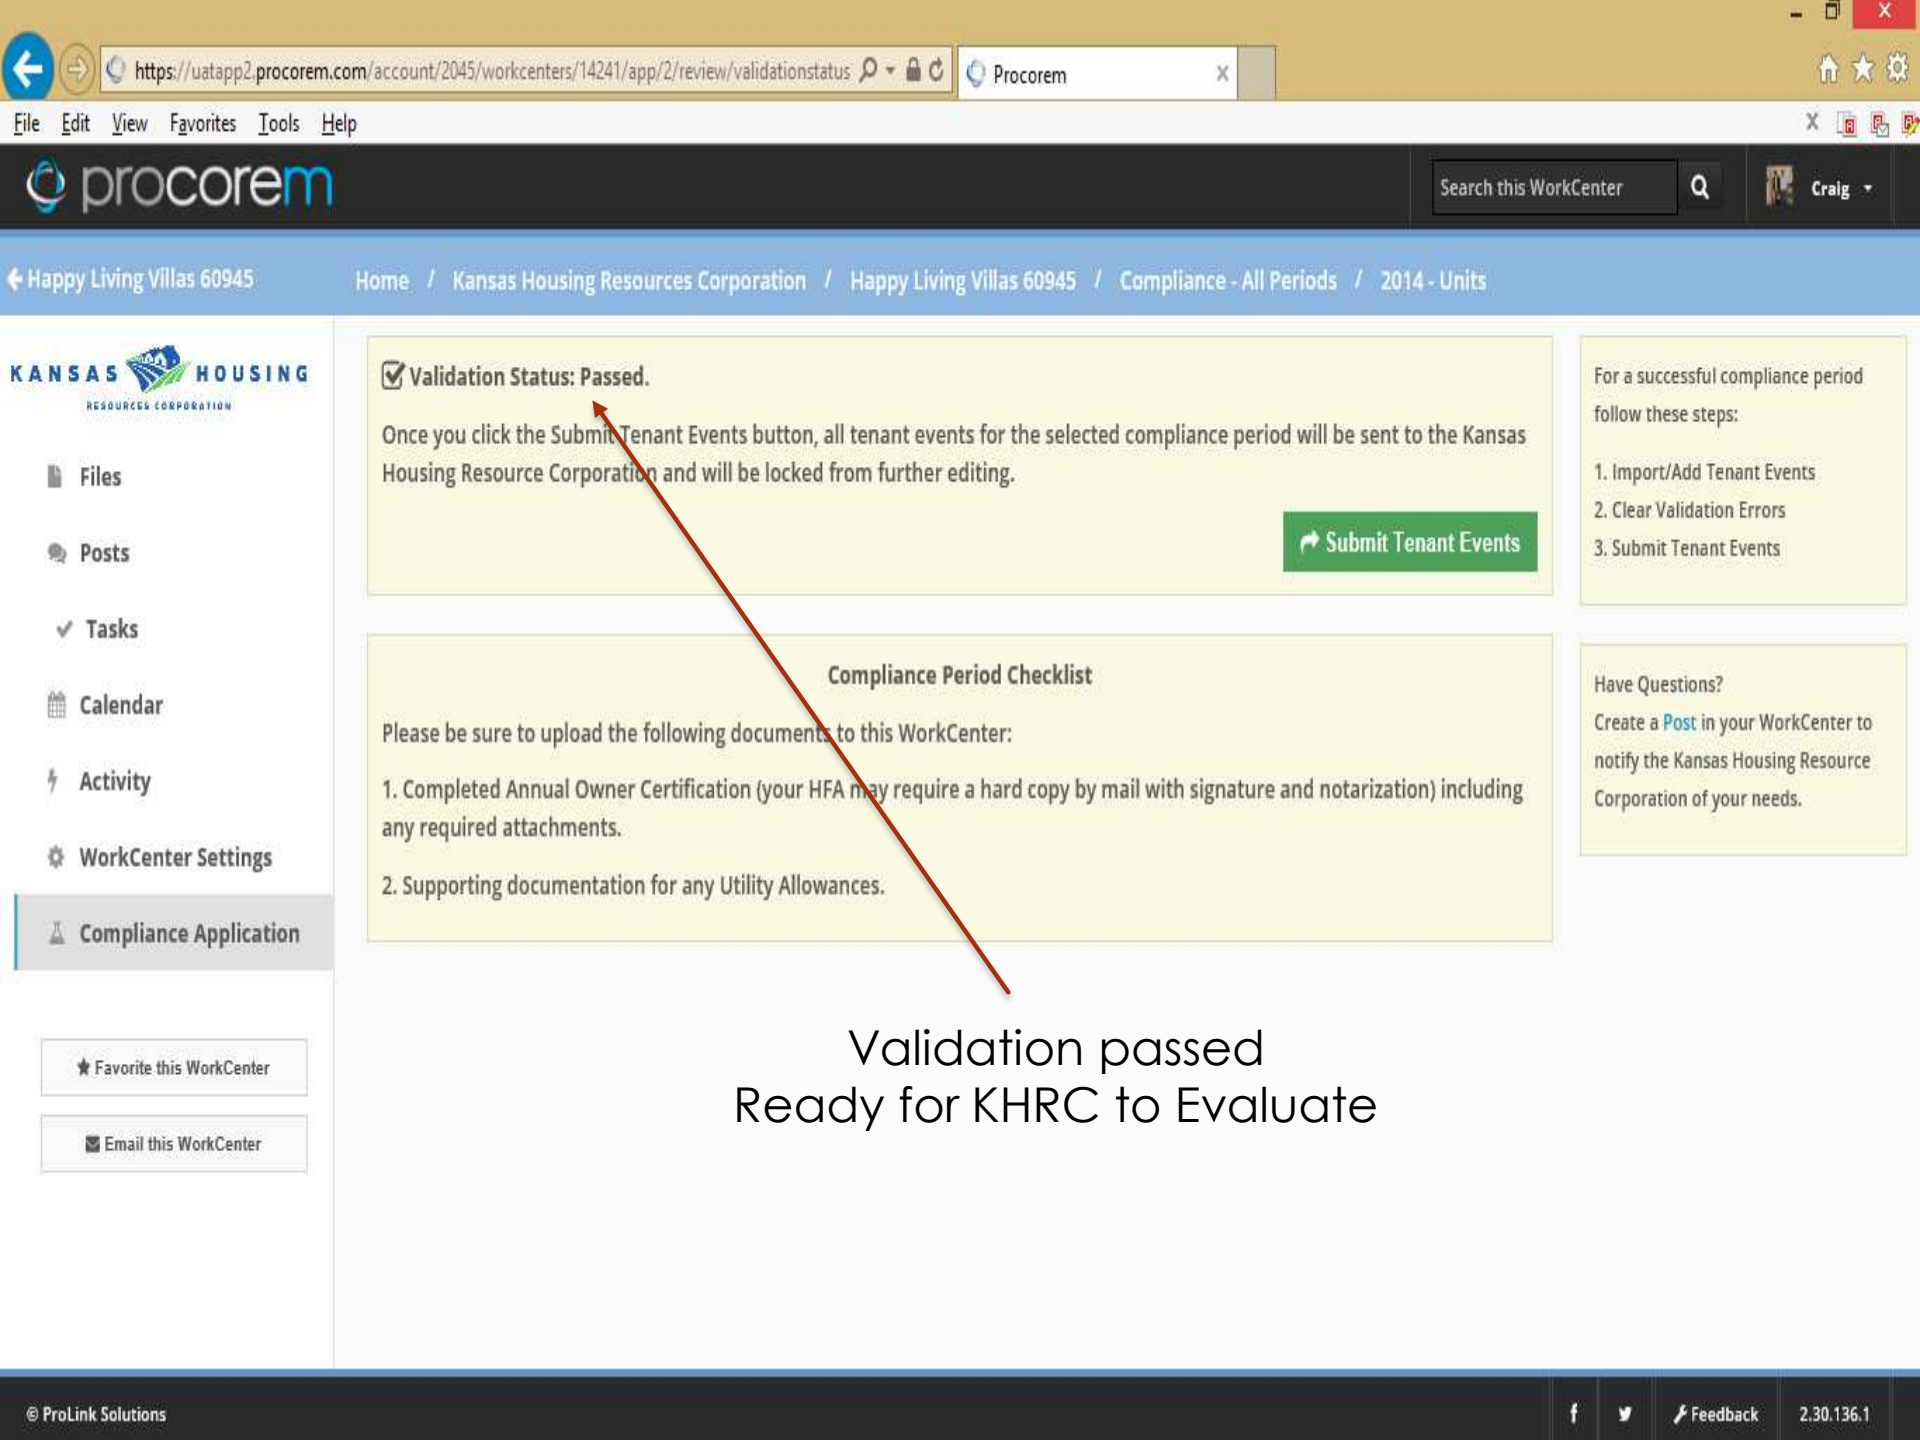 https://uatapp2.procorem.com/account/2045/workcenters/14241/app/2/review/validationstatus
Procorem
File Edit View Favorites Tools Help
procorem
Search this WorkCenter
Craig
Happy Living Villas 60945
Home / Kansas Housing Resources Corporation / Happy Living Villas 60945 / Compliance - All Periods / 2014 - Units
KANSAS HOUSING
RESOURCES CORPORATION
Files
Posts
Tasks
Calendar
Activity
WorkCenter Settings
Compliance Application
Favorite this WorkCenter
Email this WorkCenter
Validation Status: Passed.
Once you click the Submit Tenant Events button, all tenant events for the selected compliance period will be sent to the Kansas
Housing Resource Corporation and will be locked from further editing.
Submit Tenant Events
Compliance Period Checklist
Please be sure to upload the following documents to this WorkCenter:
1. Completed Annual Owner Certification (your HFA may require a hard copy by mail with signature and notarization) including
any required attachments.
2. Supporting documentation for any Utility Allowances.
For a successful compliance period
follow these steps:
1. Import/Add Tenant Events
2. Clear Validation Errors
3. Submit Tenant Events
Have Questions?
Create a Post in your WorkCenter to
notify the Kansas Housing Resource
Corporation of your needs.
Validation passed
Ready for KHRC to Evaluate
© ProLink Solutions
Feedback
2.30.136.1